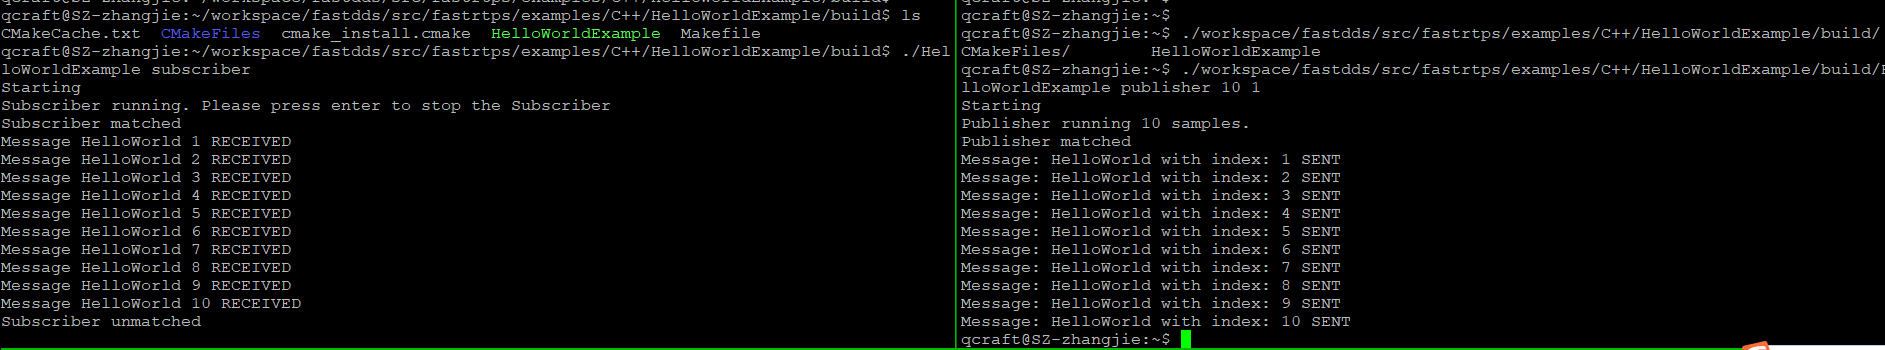 qcraft@SZ-zhangjie:~/workspace/fastdds/src/fastrtps/examples/C++/HelloWorldExample/build$ ls
CMakeCache.txt  CMakeFiles  cmake_install.cmake  HelloWorldExample  Makefile
qcraft@SZ-zhangjie:~/workspace/fastdds/src/fastrtps/examples/C++/HelloWorldExample/build$ ./Hel
loWorldExample subscriber
Starting
Subscriber running. Please press enter to stop the Subscriber
Subscriber matched
Message HelloWorld 1 RECEIVED
Message HelloWorld 2 RECEIVED
Message HelloWorld 3 RECEIVED
Message HelloWorld 4 RECEIVED
Message HelloWorld 5 RECEIVED
Message HelloWorld 6 RECEIVED
Message HelloWorld 7 RECEIVED
Message HelloWorld 8 RECEIVED
Message HelloWorld 9 RECEIVED
Message HelloWorld 10 RECEIVED
Subscriber unmatched
qcraft@SZ-zhangjie:~$
qcraft@SZ-zhangjie:~$ ./workspace/fastdds/src/fastrtps/examples/C++/HelloWorldExample/build/
CMakeFiles/        HelloWorldExample
qcraft@SZ-zhangjie:~$ ./workspace/fastdds/src/fastrtps/examples/C++/HelloWorldExample/build/
lloWorldExample publisher 10 1
Starting
Publisher running 10 samples.
Publisher matched
Message: HelloWorld with index: 1 SENT
Message: HelloWorld with index: 2 SENT
Message: HelloWorld with index: 3 SENT
Message: HelloWorld with index: 4 SENT
Message: HelloWorld with index: 5 SENT
Message: HelloWorld with index: 6 SENT
Message: HelloWorld with index: 7 SENT
Message: HelloWorld with index: 8 SENT
Message: HelloWorld with index: 9 SENT
Message: HelloWorld with index: 10 SENT
qcraft@SZ-zhangjie:~$